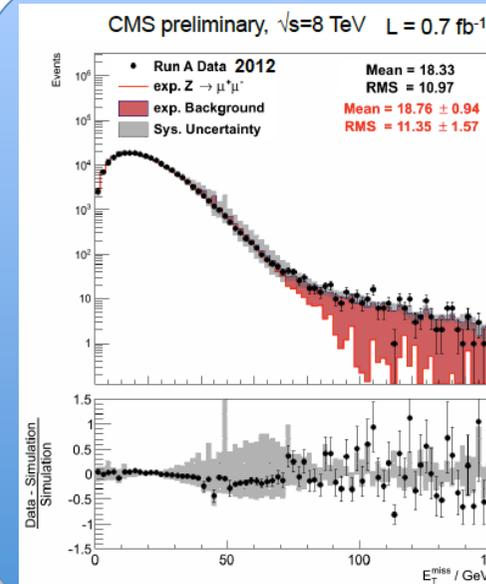 CMS preliminary, √s=8 TeV L = 0.7 fb⁻¹
Events
Run A Data 2012
exp. Z → μ⁺μ⁻
exp. Background
Sys. Uncertainty
Mean = 18.33
RMS = 10.97
Mean = 18.76 ± 0.94
RMS = 11.35 ± 1.57
10⁶
10⁵
10⁴
10³
10²
10
1
Data - Simulation
Simulation
1.5
1
0.5
0
-0.5
-1
-1.5
0 50 100
E_T^miss / GeV